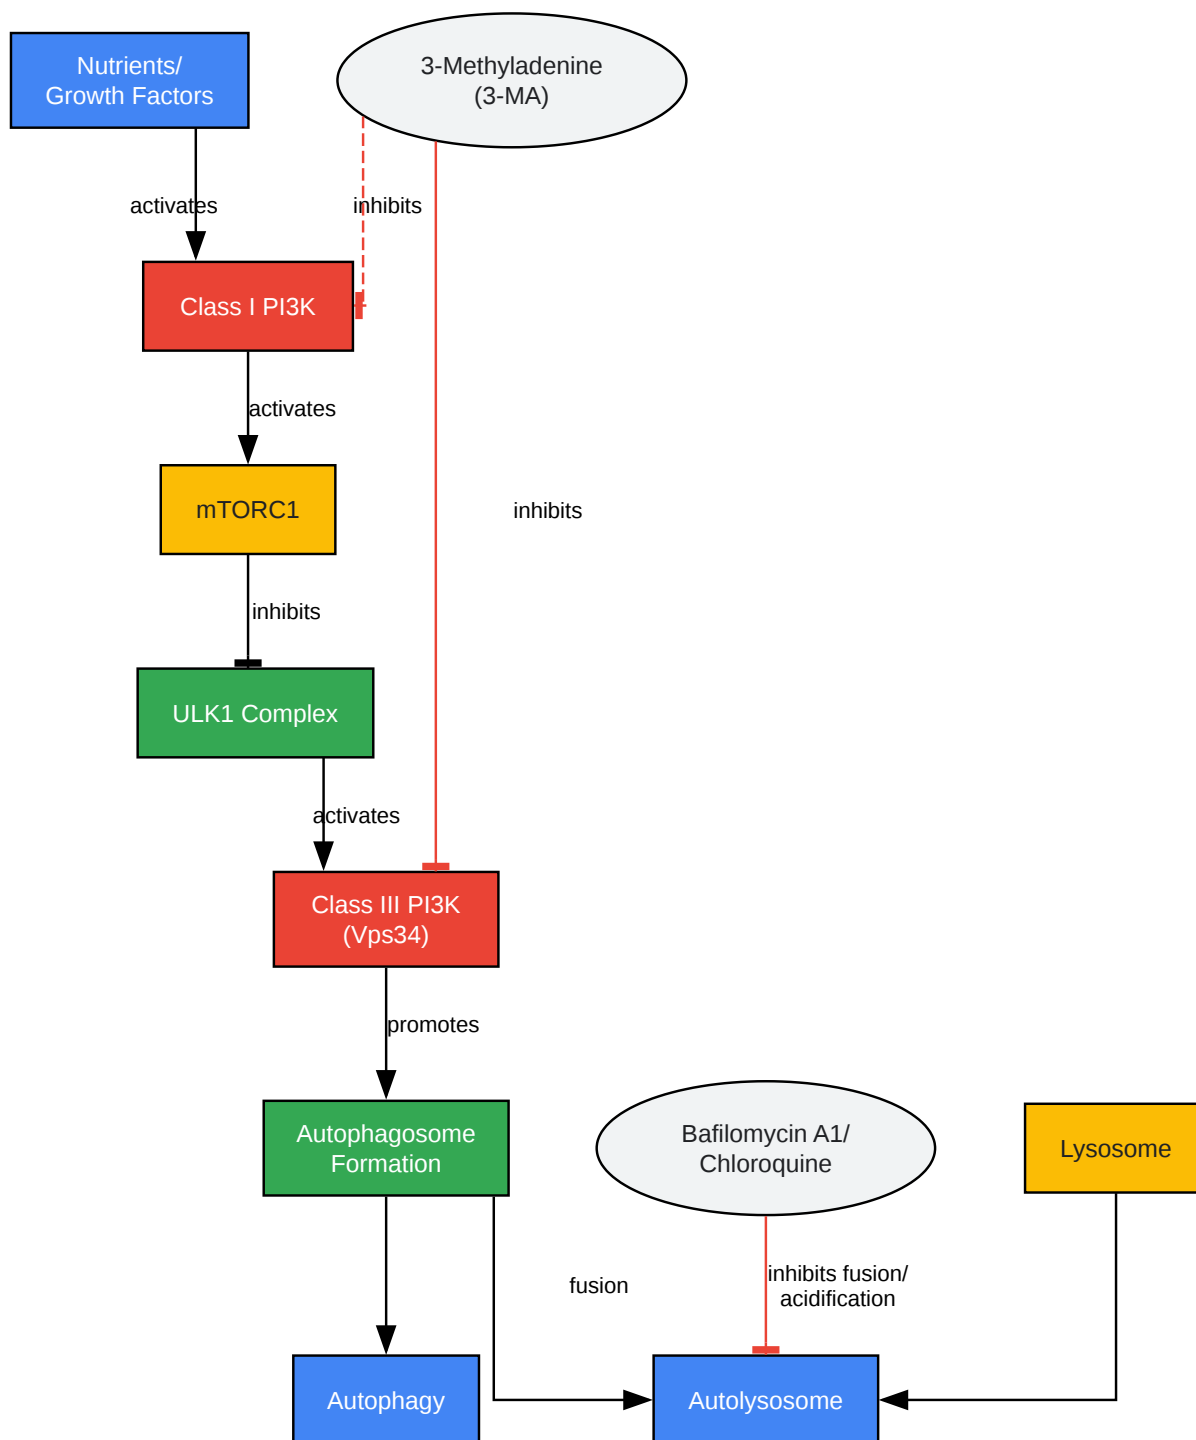 Nutrients/
Growth Factors
3-Methyladenine
(3-MA)
activates
inhibits
Class I PI3K
activates
mTORC1
inhibits
inhibits
ULK1 Complex
activates
Class III PI3K
(Vps34)
promotes
Autophagosome
Formation
Bafilomycin A1/
Chloroquine
Lysosome
fusion
inhibits fusion/
acidification
Autophagy
Autolysosome